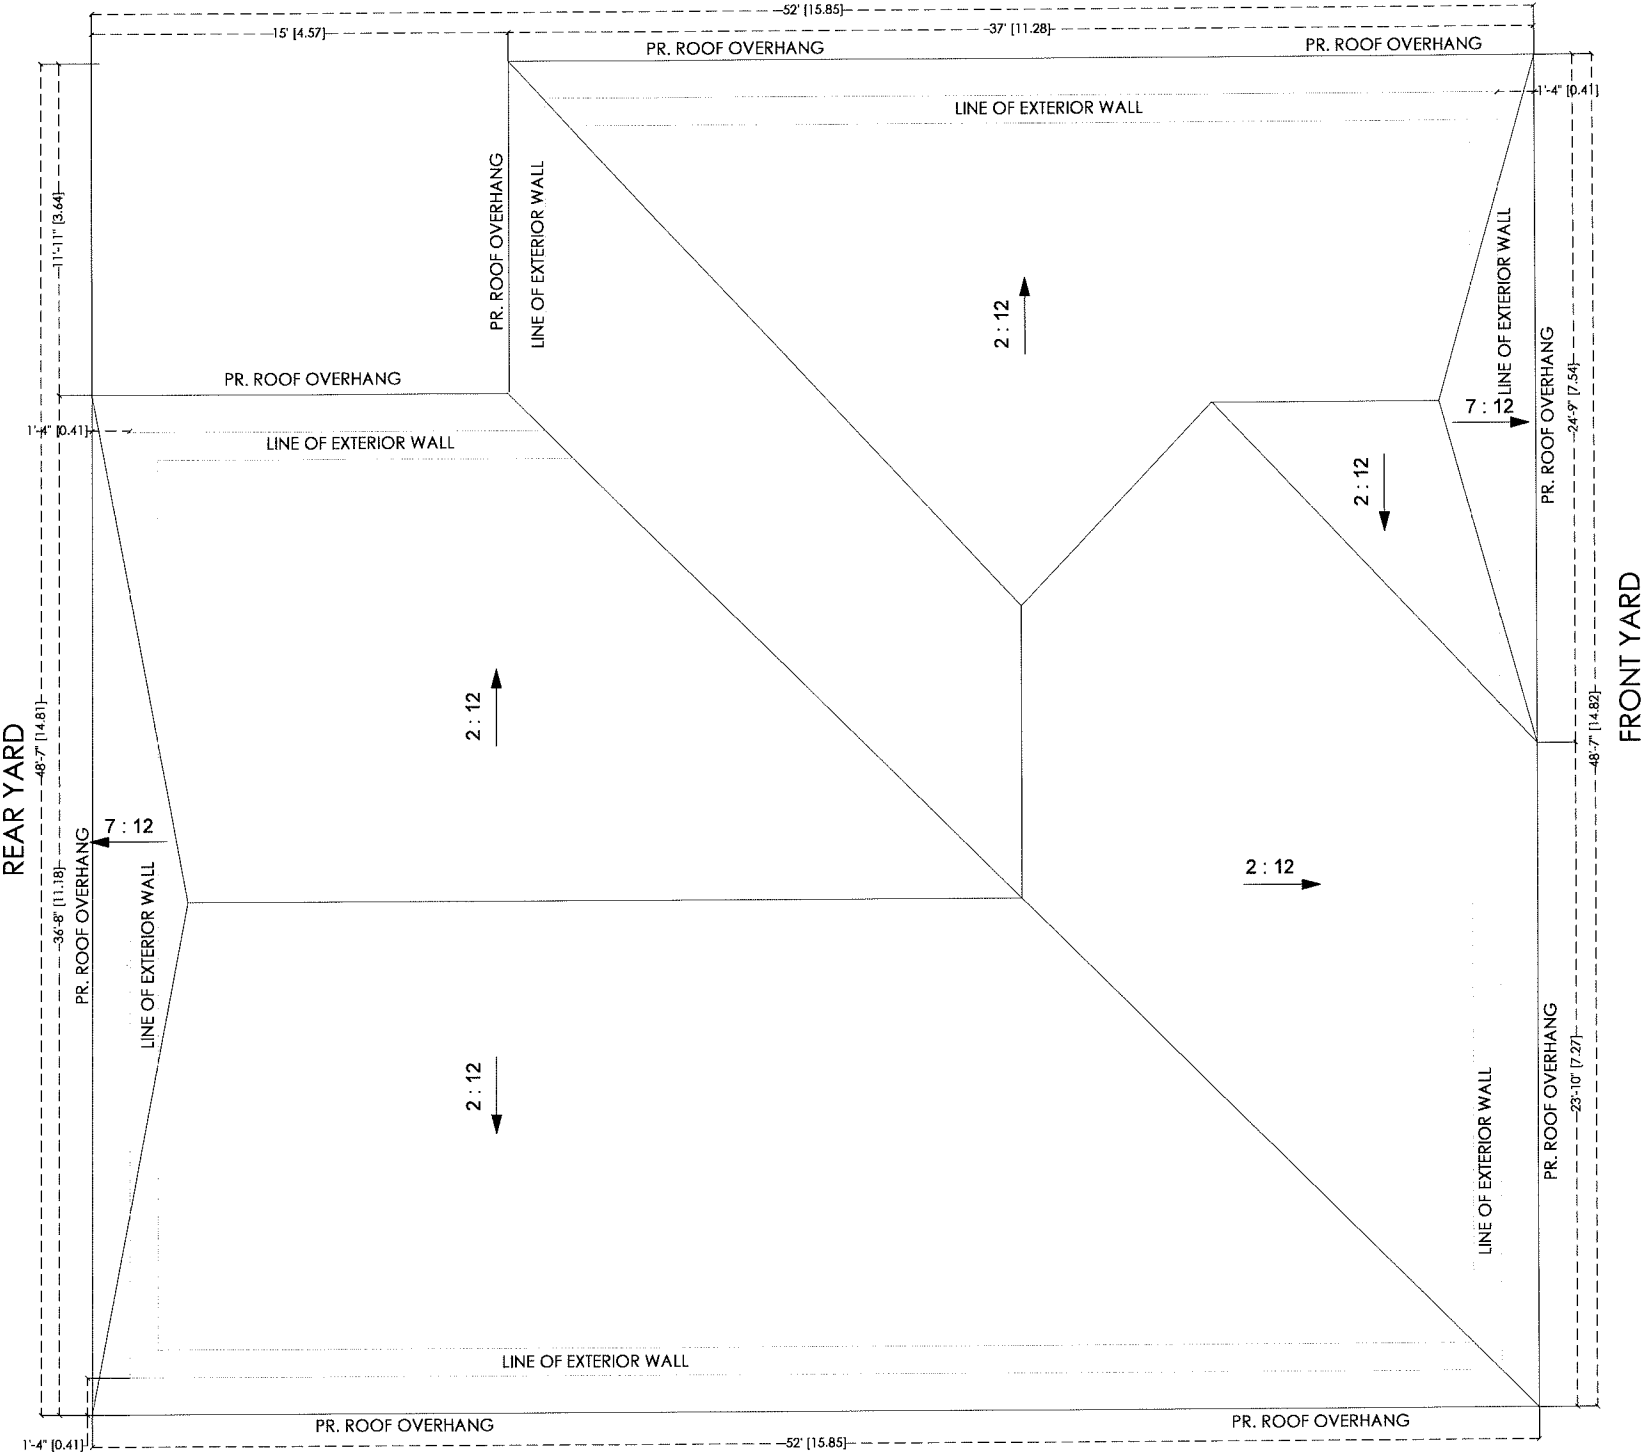 52' [15.85]
15' [4.57]
37' [11.28]
PR. ROOF OVERHANG
PR. ROOF OVERHANG
1'-4" [0.41]
LINE OF EXTERIOR WALL
PR. ROOF OVERHANG
LINE OF EXTERIOR WALL
11'-11" [3.64]
LINE OF EXTERIOR WALL
2 : 12
PR. ROOF OVERHANG
PR. ROOF OVERHANG
24'-9" [7.54]
7 : 12
1'-4" [0.41]
LINE OF EXTERIOR WALL
2 : 12
FRONT YARD
2 : 12
48'-7" [14.81]
48'-7" [14.82]
REAR YARD
7 : 12
2 : 12
PR. ROOF OVERHANG
36'-8" [11.18]
LINE OF EXTERIOR WALL
2 : 12
PR. ROOF OVERHANG
23'-10" [7.27]
LINE OF EXTERIOR WALL
LINE OF EXTERIOR WALL
PR. ROOF OVERHANG
PR. ROOF OVERHANG
1'-4" [0.41]
52' [15.85]